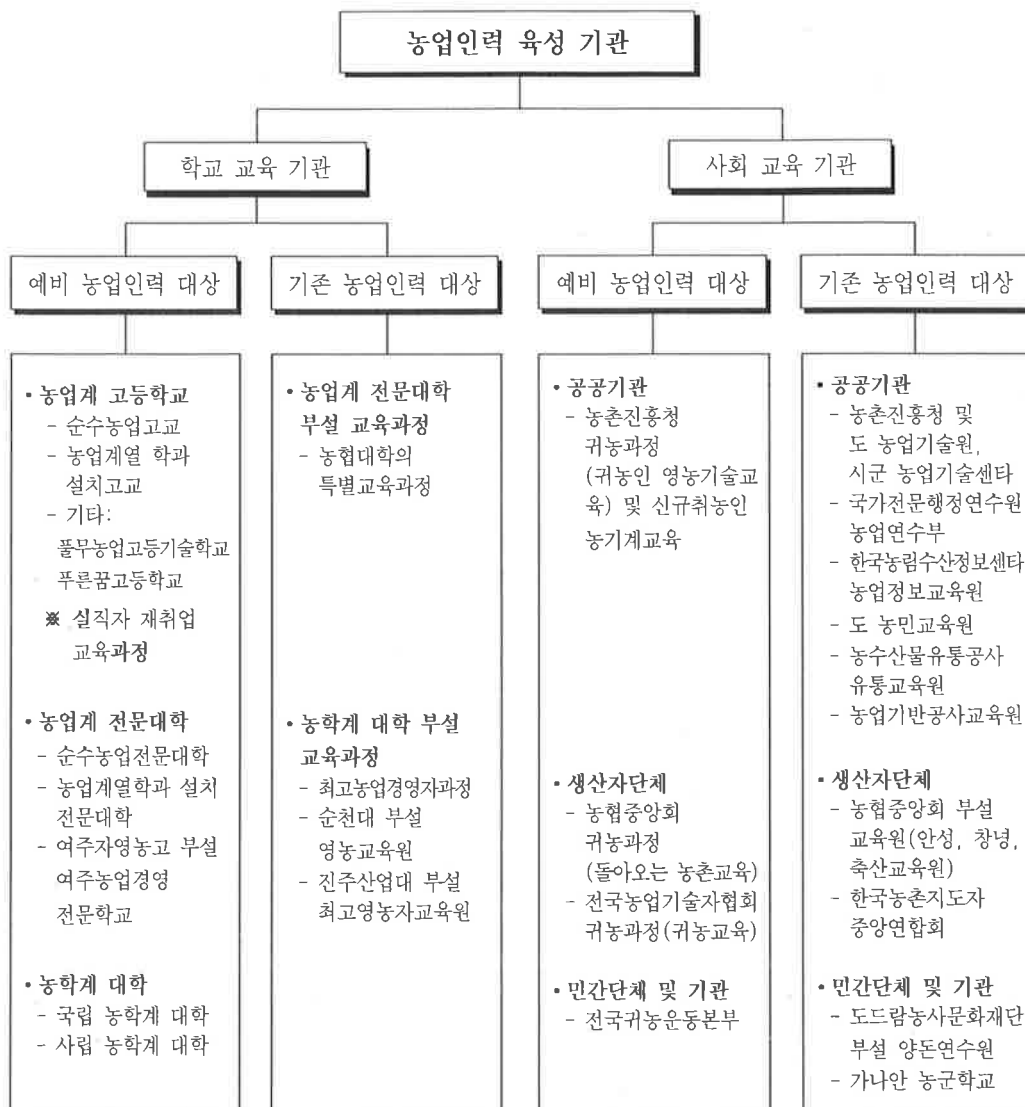 농업인력 육성 기관
학교 교육 기관
사회 교육 기관
예비 농업인력 대상
기존 농업인력 대상
예비 농업인력 대상
기존 농업인력 대상
• 농업계 고등학교
- 순수농업고교
- 농업계열 학과
설치고교
- 기타:
풀무농업고등기술학교
푸른꿈고등학교
※ 실직자 재취업
교육과정
• 농업계 전문대학
- 순수농업전문대학
- 농업계열학과 설치
전문대학
- 여주자영농고 부설
여주농업경영
전문학교
• 농학계 대학
- 국립 농학계 대학
- 사립 농학계 대학
• 농업계 전문대학
부설 교육과정
- 농협대학의
특별교육과정
• 농학계 대학 부설
교육과정
- 최고농업경영자과정
- 순천대 부설
영농교육원
- 진주산업대 부설
최고영농자교육원
• 공공기관
- 농촌진흥청
귀농과정
(귀농인 영농기술교
육) 및 신규취농인
농기계교육
• 생산자단체
- 농협중앙회
귀농과정
(돌아오는 농촌교육)
- 전국농업기술자협회
귀농과정(귀농교육)
• 민간단체 및 기관
- 전국귀농운동본부
• 공공기관
- 농촌진흥청 및
도 농업기술원,
시군 농업기술센타
- 국가전문행정연수원
농업연수부
- 한국농림수산정보센타
농업정보교육원
- 도 농민교육원
- 농수산물유통공사
유통교육원
- 농업기반공사교육원
• 생산자단체
- 농협중앙회 부설
교육원(안성, 창녕,
축산교육원)
- 한국농촌지도자
중앙연합회
• 민간단체 및 기관
- 도드람농사문화재단
부설 양돈연수원
- 가나안 농군학교